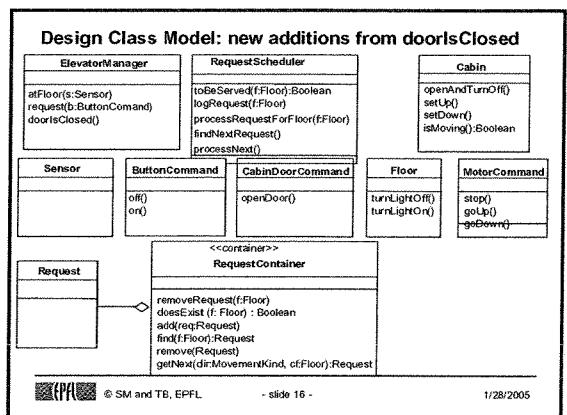 Design Class Model: new additions from doorIsClosed
ElevatorManager
atFloor(s:Sensor)
request(b:ButtonComand)
doorIsClosed()
RequestScheduler
toBeServed(f:Floor):Boolean
logRequest(f:Floor)
processRequestForFloor(f:Floor)
findNextRequest()
processNext()
Cabin
openAndTurnOff()
setUp()
setDown()
isMoving():Boolean
Sensor
ButtonCommand
off()
on()
CabinDoorCommand
openDoor()
Floor
turnLightOff()
turnLightOn()
MotorCommand
stop()
goUp()
goDown()
Request
<<container>>
RequestContainer
removeRequest(f:Floor)
doesExist (f: Floor) : Boolean
add(req:Request)
find(f:Floor):Request
remove(Request)
getNext(dir:MovementKind, cf:Floor):Request
EPFL © SM and TB, EPFL - slide 16 - 1/28/2005